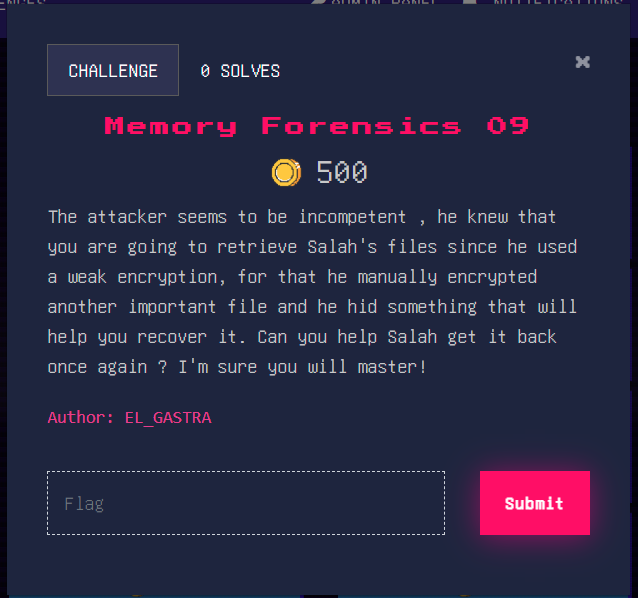 CHALLENGE
0 SOLVES
Memory Forensics 09
500
The attacker seems to be incompetent , he knew that
you are going to retrieve Salah's files since he used
a weak encryption, for that he manually encrypted
another important file and he hid something that will
help you recover it. Can you help Salah get it back
once again ? I'm sure you will master!
Author: EL_GASTRA
Flag
Submit